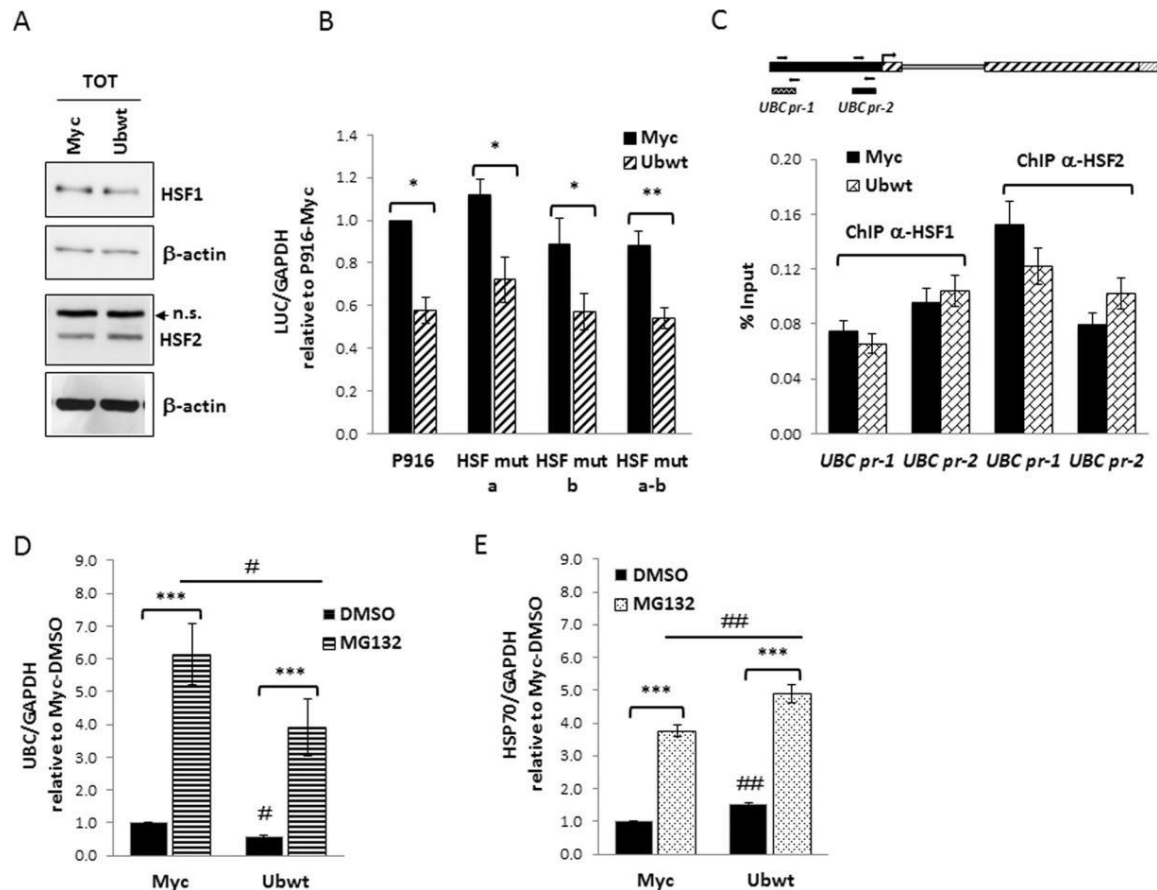 A
TOT
Myc
Ubwt
HSF1
β-actin
n.s.
HSF2
β-actin
B
LUC/GAPDH
relative to P916-Myc
1.4
1.2
1.0
0.8
0.6
0.4
0.2
0.0
Myc
Ubwt
*
*
*
**
P916
HSF mut
a
HSF mut
b
HSF mut
a-b
C
UBC pr-1
UBC pr-2
Myc
Ubwt
% Input
0.20
0.16
0.12
0.08
0.04
0.00
ChIP α-HSF1
ChIP α-HSF2
UBC pr-1
UBC pr-2
UBC pr-1
UBC pr-2
D
UBC/GAPDH
relative to Myc-DMSO
9.0
8.0
7.0
6.0
5.0
4.0
3.0
2.0
1.0
0.0
#
***
DMSO
MG132
***
#
Myc
Ubwt
E
HSP70/GAPDH
relative to Myc-DMSO
9.0
8.0
7.0
6.0
5.0
4.0
3.0
2.0
1.0
0.0
DMSO
MG132
##
***
***
##
Myc
Ubwt